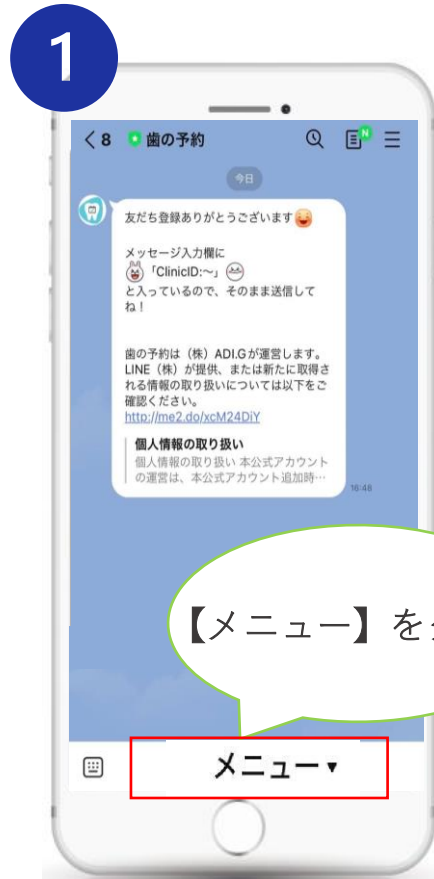 1
< 8 歯の予約
N
今日
友だち登録ありがとうございます
メッセージ入力欄に
「ClinicID:〜」
と入っているので、そのまま送信して
ね！
歯の予約は（株）ADI.Gが運営します。
LINE（株）が提供、または新たに取得さ
れる情報の取り扱いについては以下をご
確認ください。
http://me2.do/xcM24DiY
個人情報の取り扱い
個人情報の取り扱い 本公式アカウント
の運営は、本公式アカウント追加時…
16:48
【メニュー】を
メニュー▼